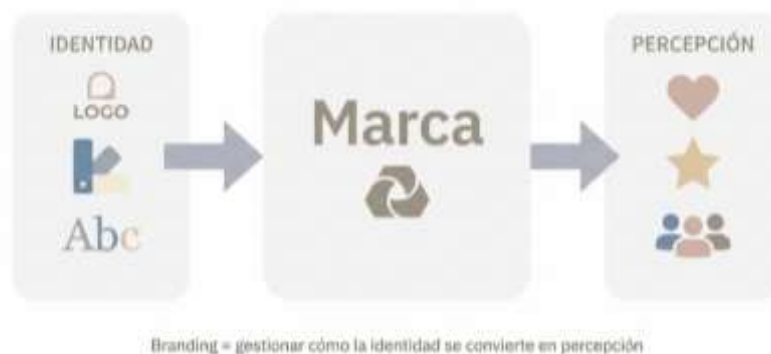 IDENTIDAD
LOGO
Abc
Marca
PERCEPCIÓN
Branding = gestionar cómo la identidad se convierte en percepción